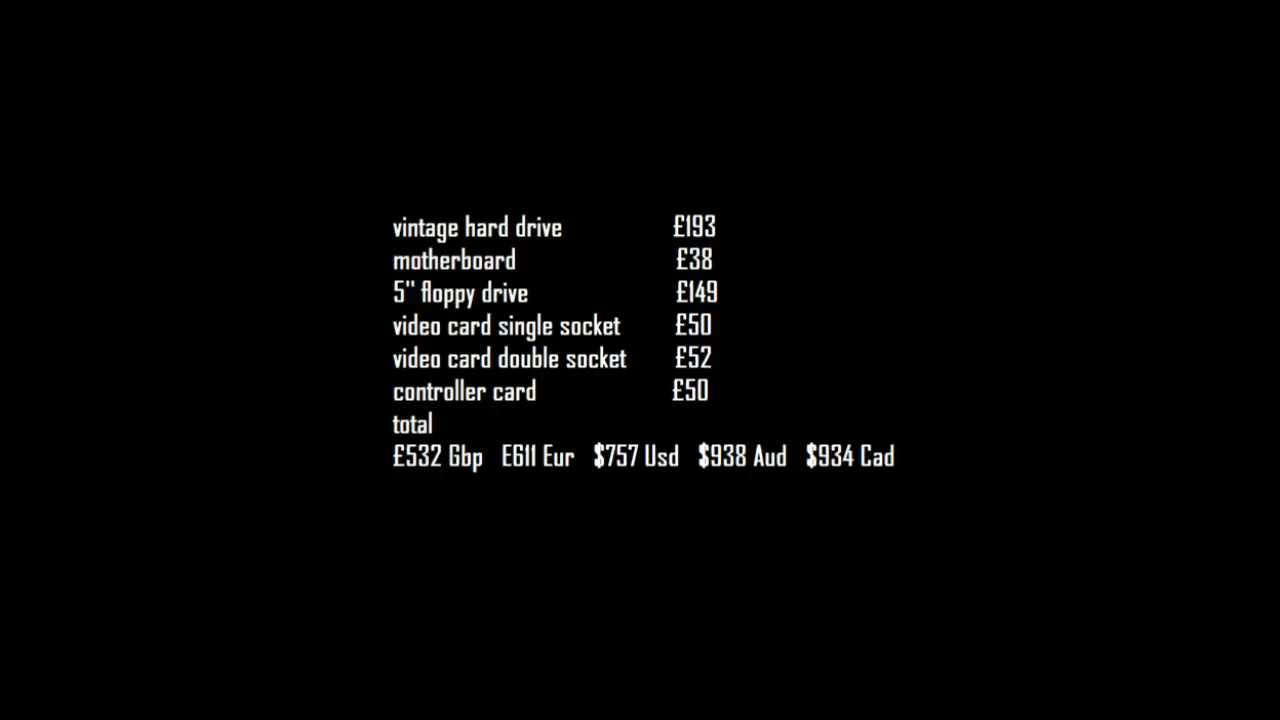 vintage hard drive £193
motherboard £38
5" floppy drive £149
video card single socket £50
video card double socket £52
controller card £50
total
£532 Gbp E611 Eur $757 Usd $938 Aud $934 Cad